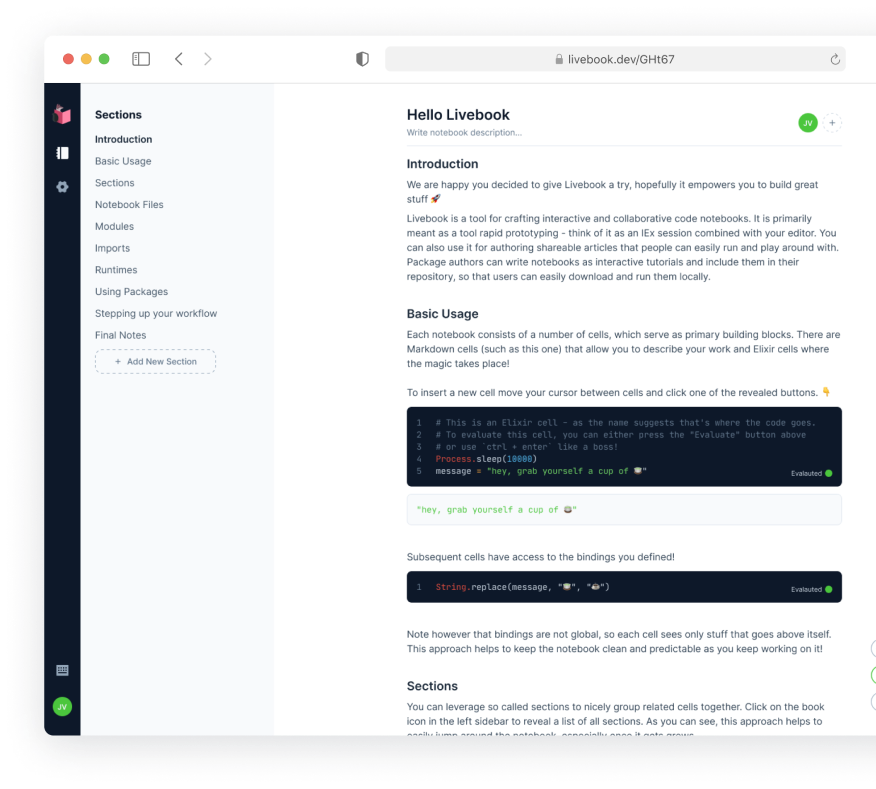 livebook.dev/GHt67
Sections
Introduction
Basic Usage
Sections
Notebook Files
Modules
Imports
Runtimes
Using Packages
Stepping up your workflow
Final Notes
+ Add New Section
JV
Hello Livebook
Write notebook description...
JV +
Introduction
We are happy you decided to give Livebook a try, hopefully it empowers you to build great
stuff 🚀
Livebook is a tool for crafting interactive and collaborative code notebooks. It is primarily
meant as a tool rapid prototyping - think of it as an IEx session combined with your editor. You
can also use it for authoring shareable articles that people can easily run and play around with.
Package authors can write notebooks as interactive tutorials and include them in their
repository, so that users can easily download and run them locally.
Basic Usage
Each notebook consists of a number of cells, which serve as primary building blocks. There are
Markdown cells (such as this one) that allow you to describe your work and Elixir cells where
the magic takes place!
To insert a new cell move your cursor between cells and click one of the revealed buttons. 👇
1 # This is an Elixir cell - as the name suggests that's where the code goes.
2 # To evaluate this cell, you can either press the "Evaluate" button above
3 # or use `ctrl + enter` like a boss!
4 Process.sleep(10000)
5 message = "hey, grab yourself a cup of 🍵"
Evalauted
"hey, grab yourself a cup of 🍵"
Subsequent cells have access to the bindings you defined!
1 String.replace(message, "🍵", "☕")
Evalauted
Note however that bindings are not global, so each cell sees only stuff that goes above itself.
This approach helps to keep the notebook clean and predictable as you keep working on it!
Sections
You can leverage so called sections to nicely group related cells together. Click on the book
icon in the left sidebar to reveal a list of all sections. As you can see, this approach helps to
easily jump around the notebook, especially once it gets grows.